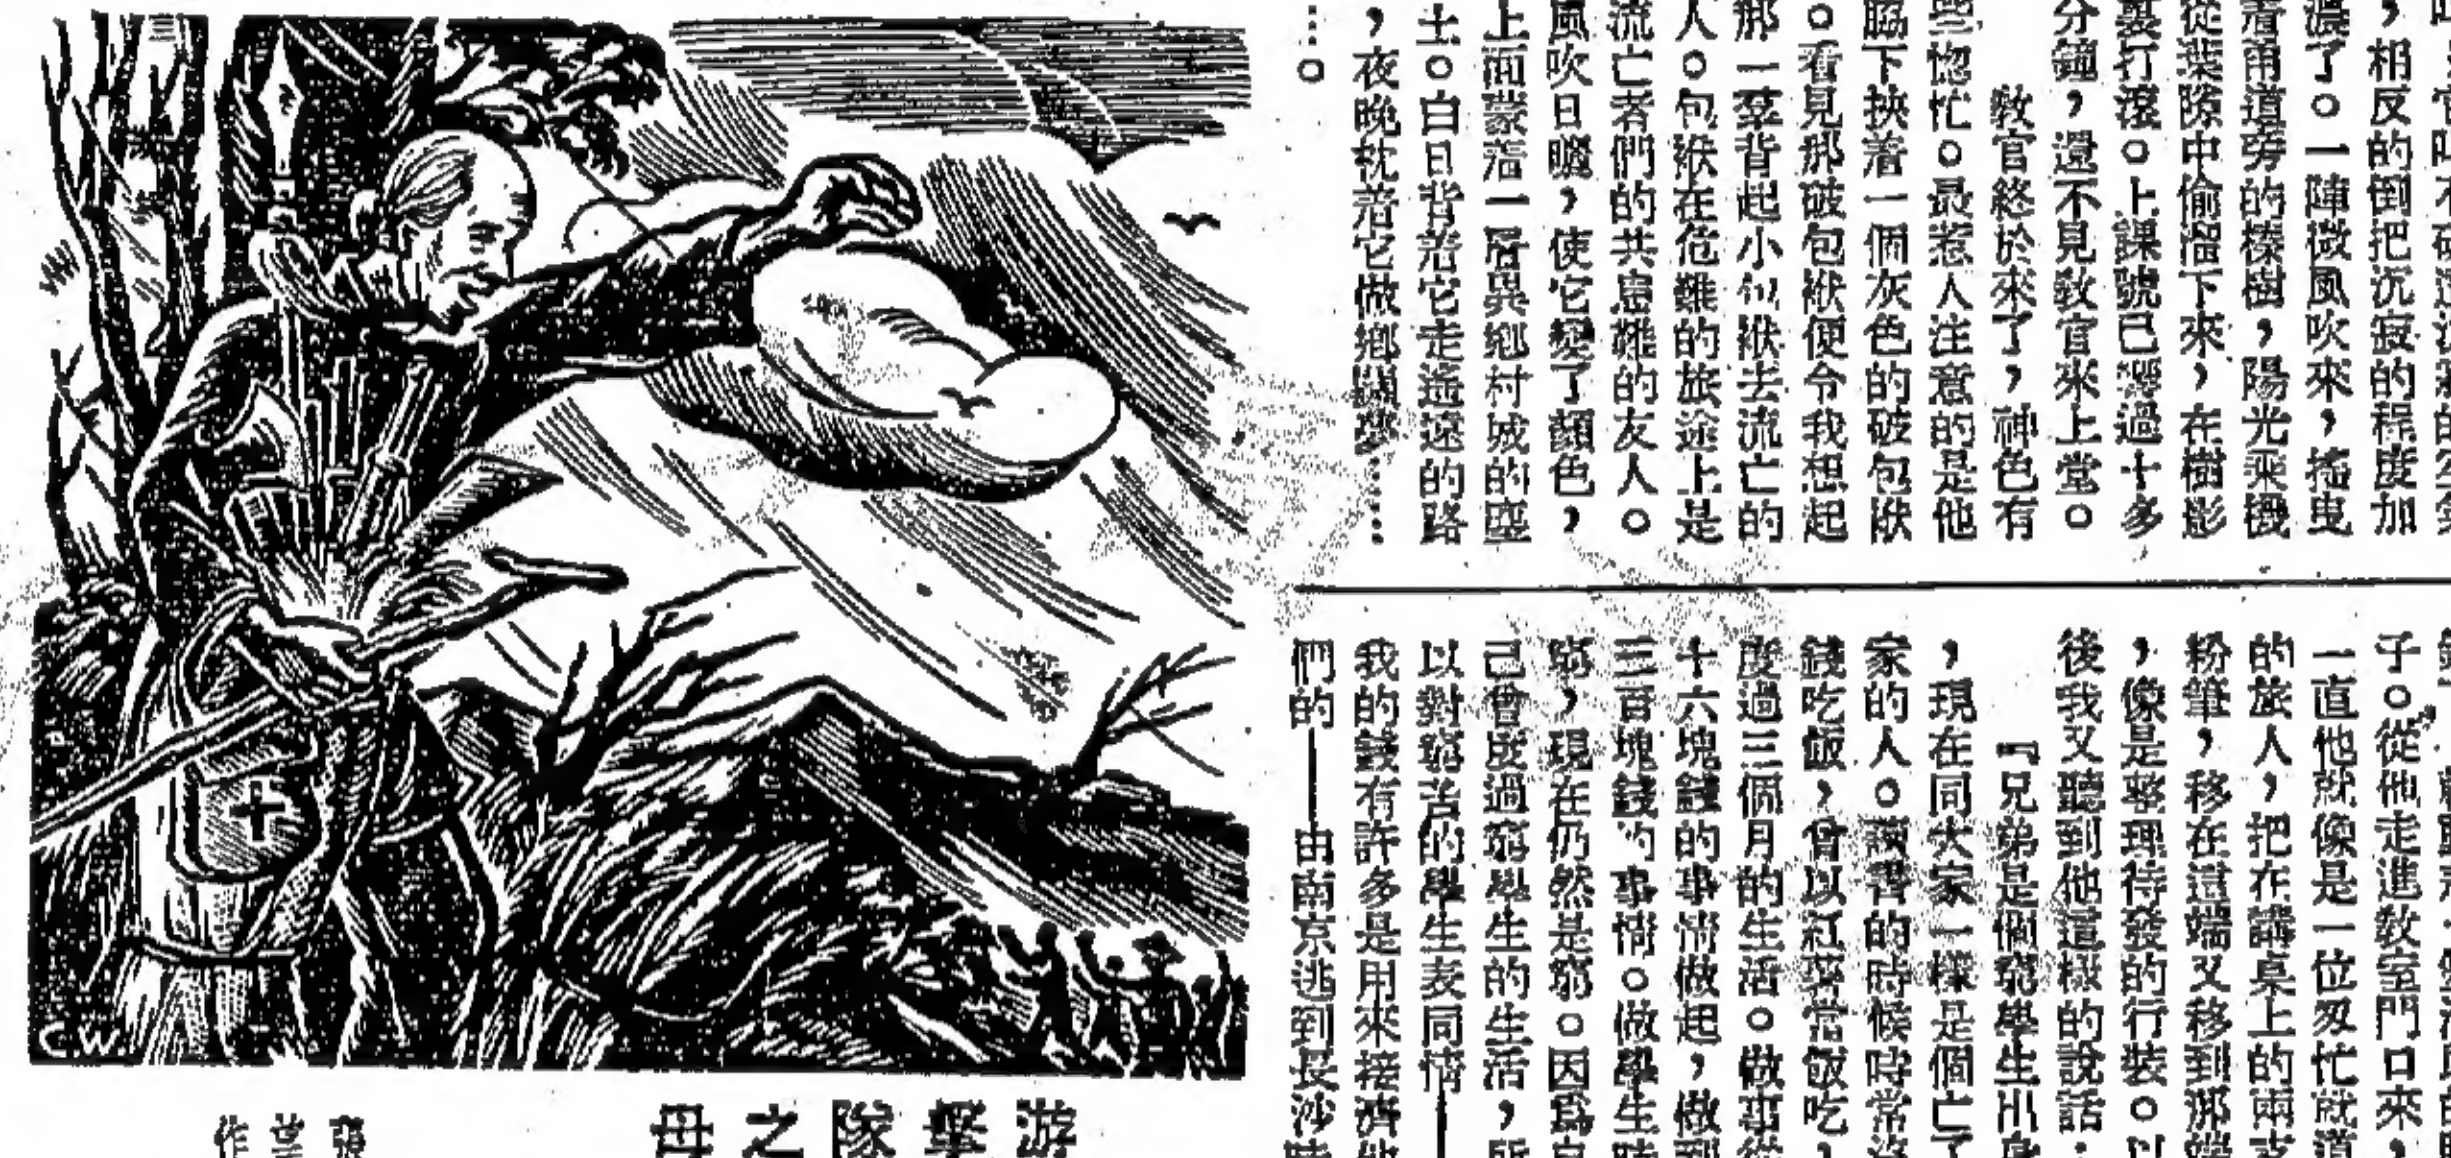 ，相反的倒把沉寂的程度加
濃了。一陣微風吹來，搖曳
着甬道旁的樣樹，陽光乘機
從葉隙中偷溜下來，在樹影
裏打滾。上課號已響過十多
分鐘，還不見敎官來上堂。
敎官終於來了，神色有
些惚忙。最惹人注意的是他
脇下挾着一個灰色的破包袱
。看見那破包袱便令我想起
那一羣背起小包袱去流亡的
人。包袱在危難的旅途上是
流亡者們的共患難的友人。
風吹日曬，使它變了顏色，
上面蒙着一層異鄕村城的塵
土。白日背着它走遙遠的路
，夜晚枕着它做鄕關夢……
…。
子。從他走進敎室門口來，
一直他就像是一位忽忙就道
的旅人，把在講桌上的兩支
粉筆，移在這端又移到那端
，像是整理待發的行裝。以
後我又聽到他這樣的說話：
『兄弟是個窮學生出身
，現在同大家一樣是個亡了
家的人。讀書的時候時常沒
錢吃飯，曾以紅薯當飯吃，
度過三個月的生活。做事從
十六塊錢的事情做起，做到
三百塊錢的事情。做學生時
窮，現在仍然是窮。因爲自
己曾度過窮學生的生活，所
以對窮苦的學生表同情——
我的錢有許多是用來接濟他
們的——由南京逃到長沙時
游擊隊之母
張望作
CW